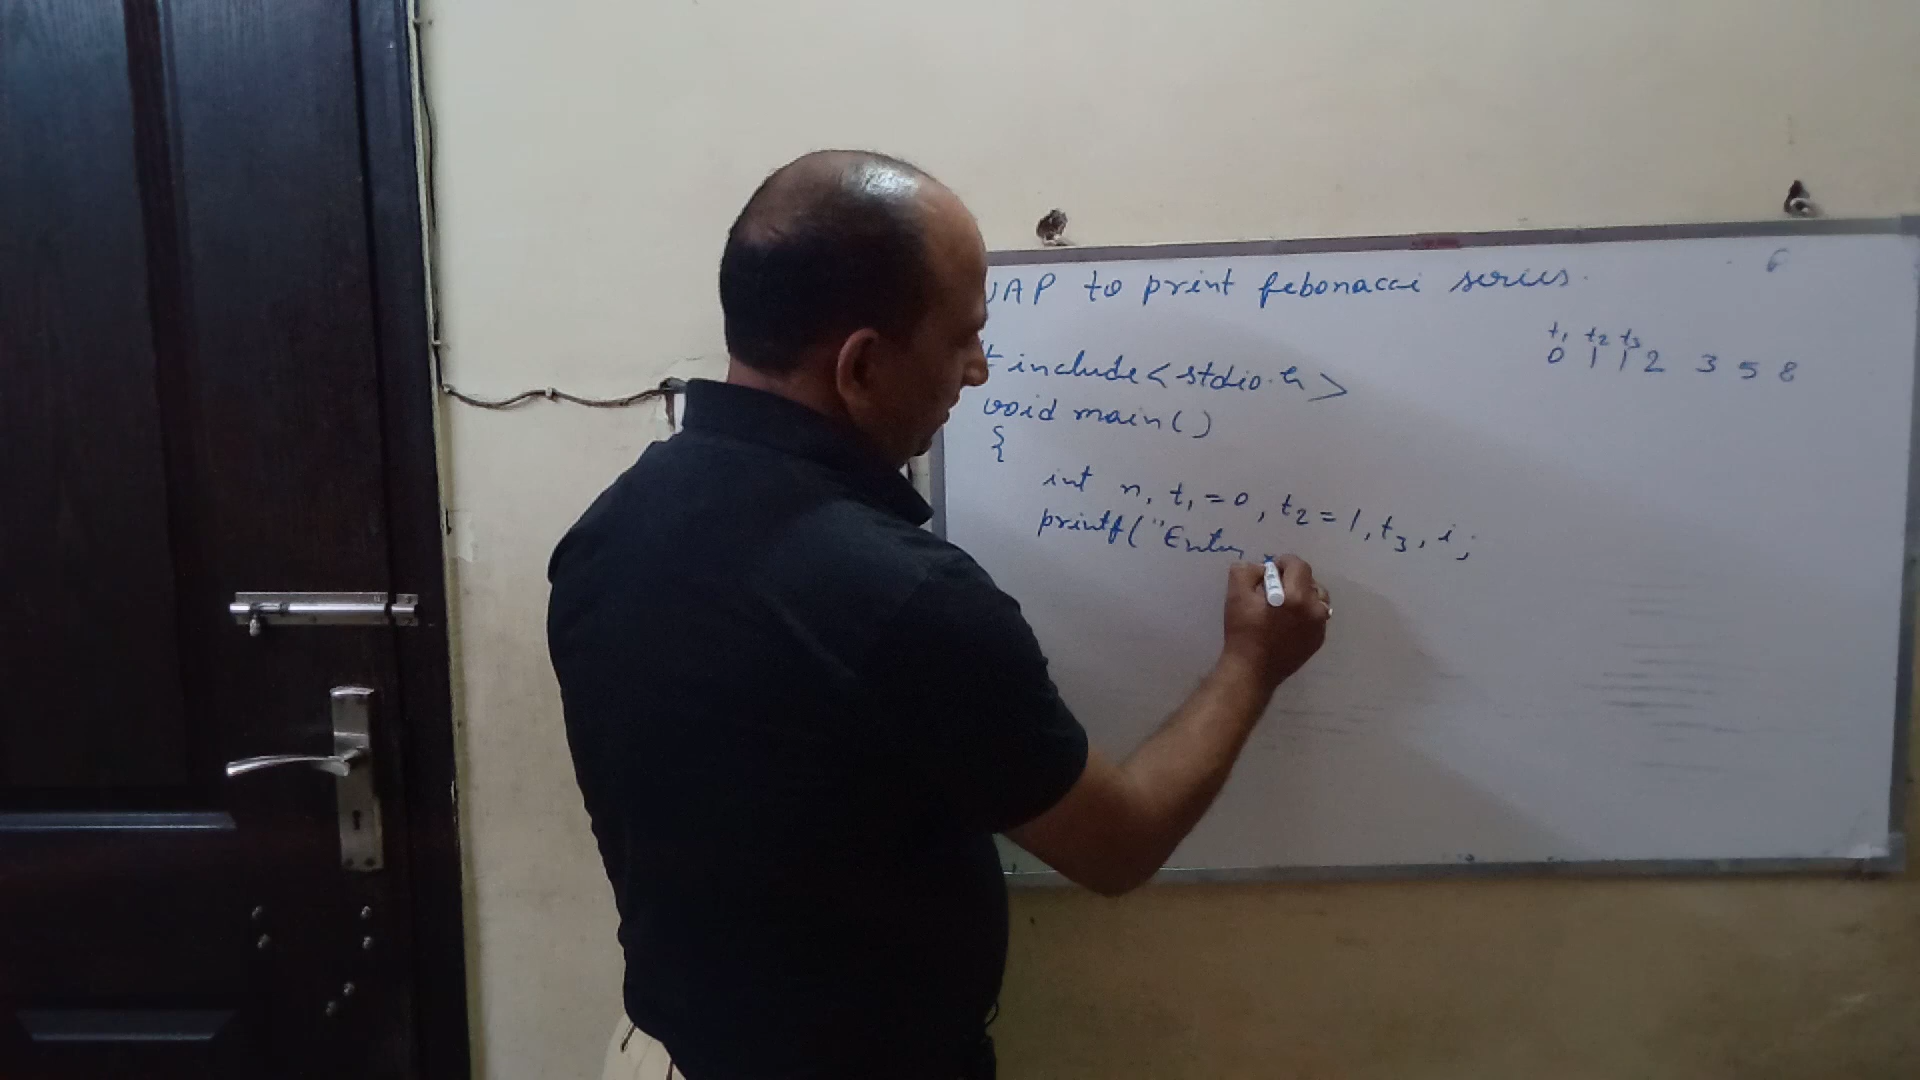 WAP to print febonacci series.
t1 t2 t3
0 1 1 2 3 5 8
# include<stdio.h>
void main()
{
int n, t1=0, t2=1, t3, i;
printf("Enter